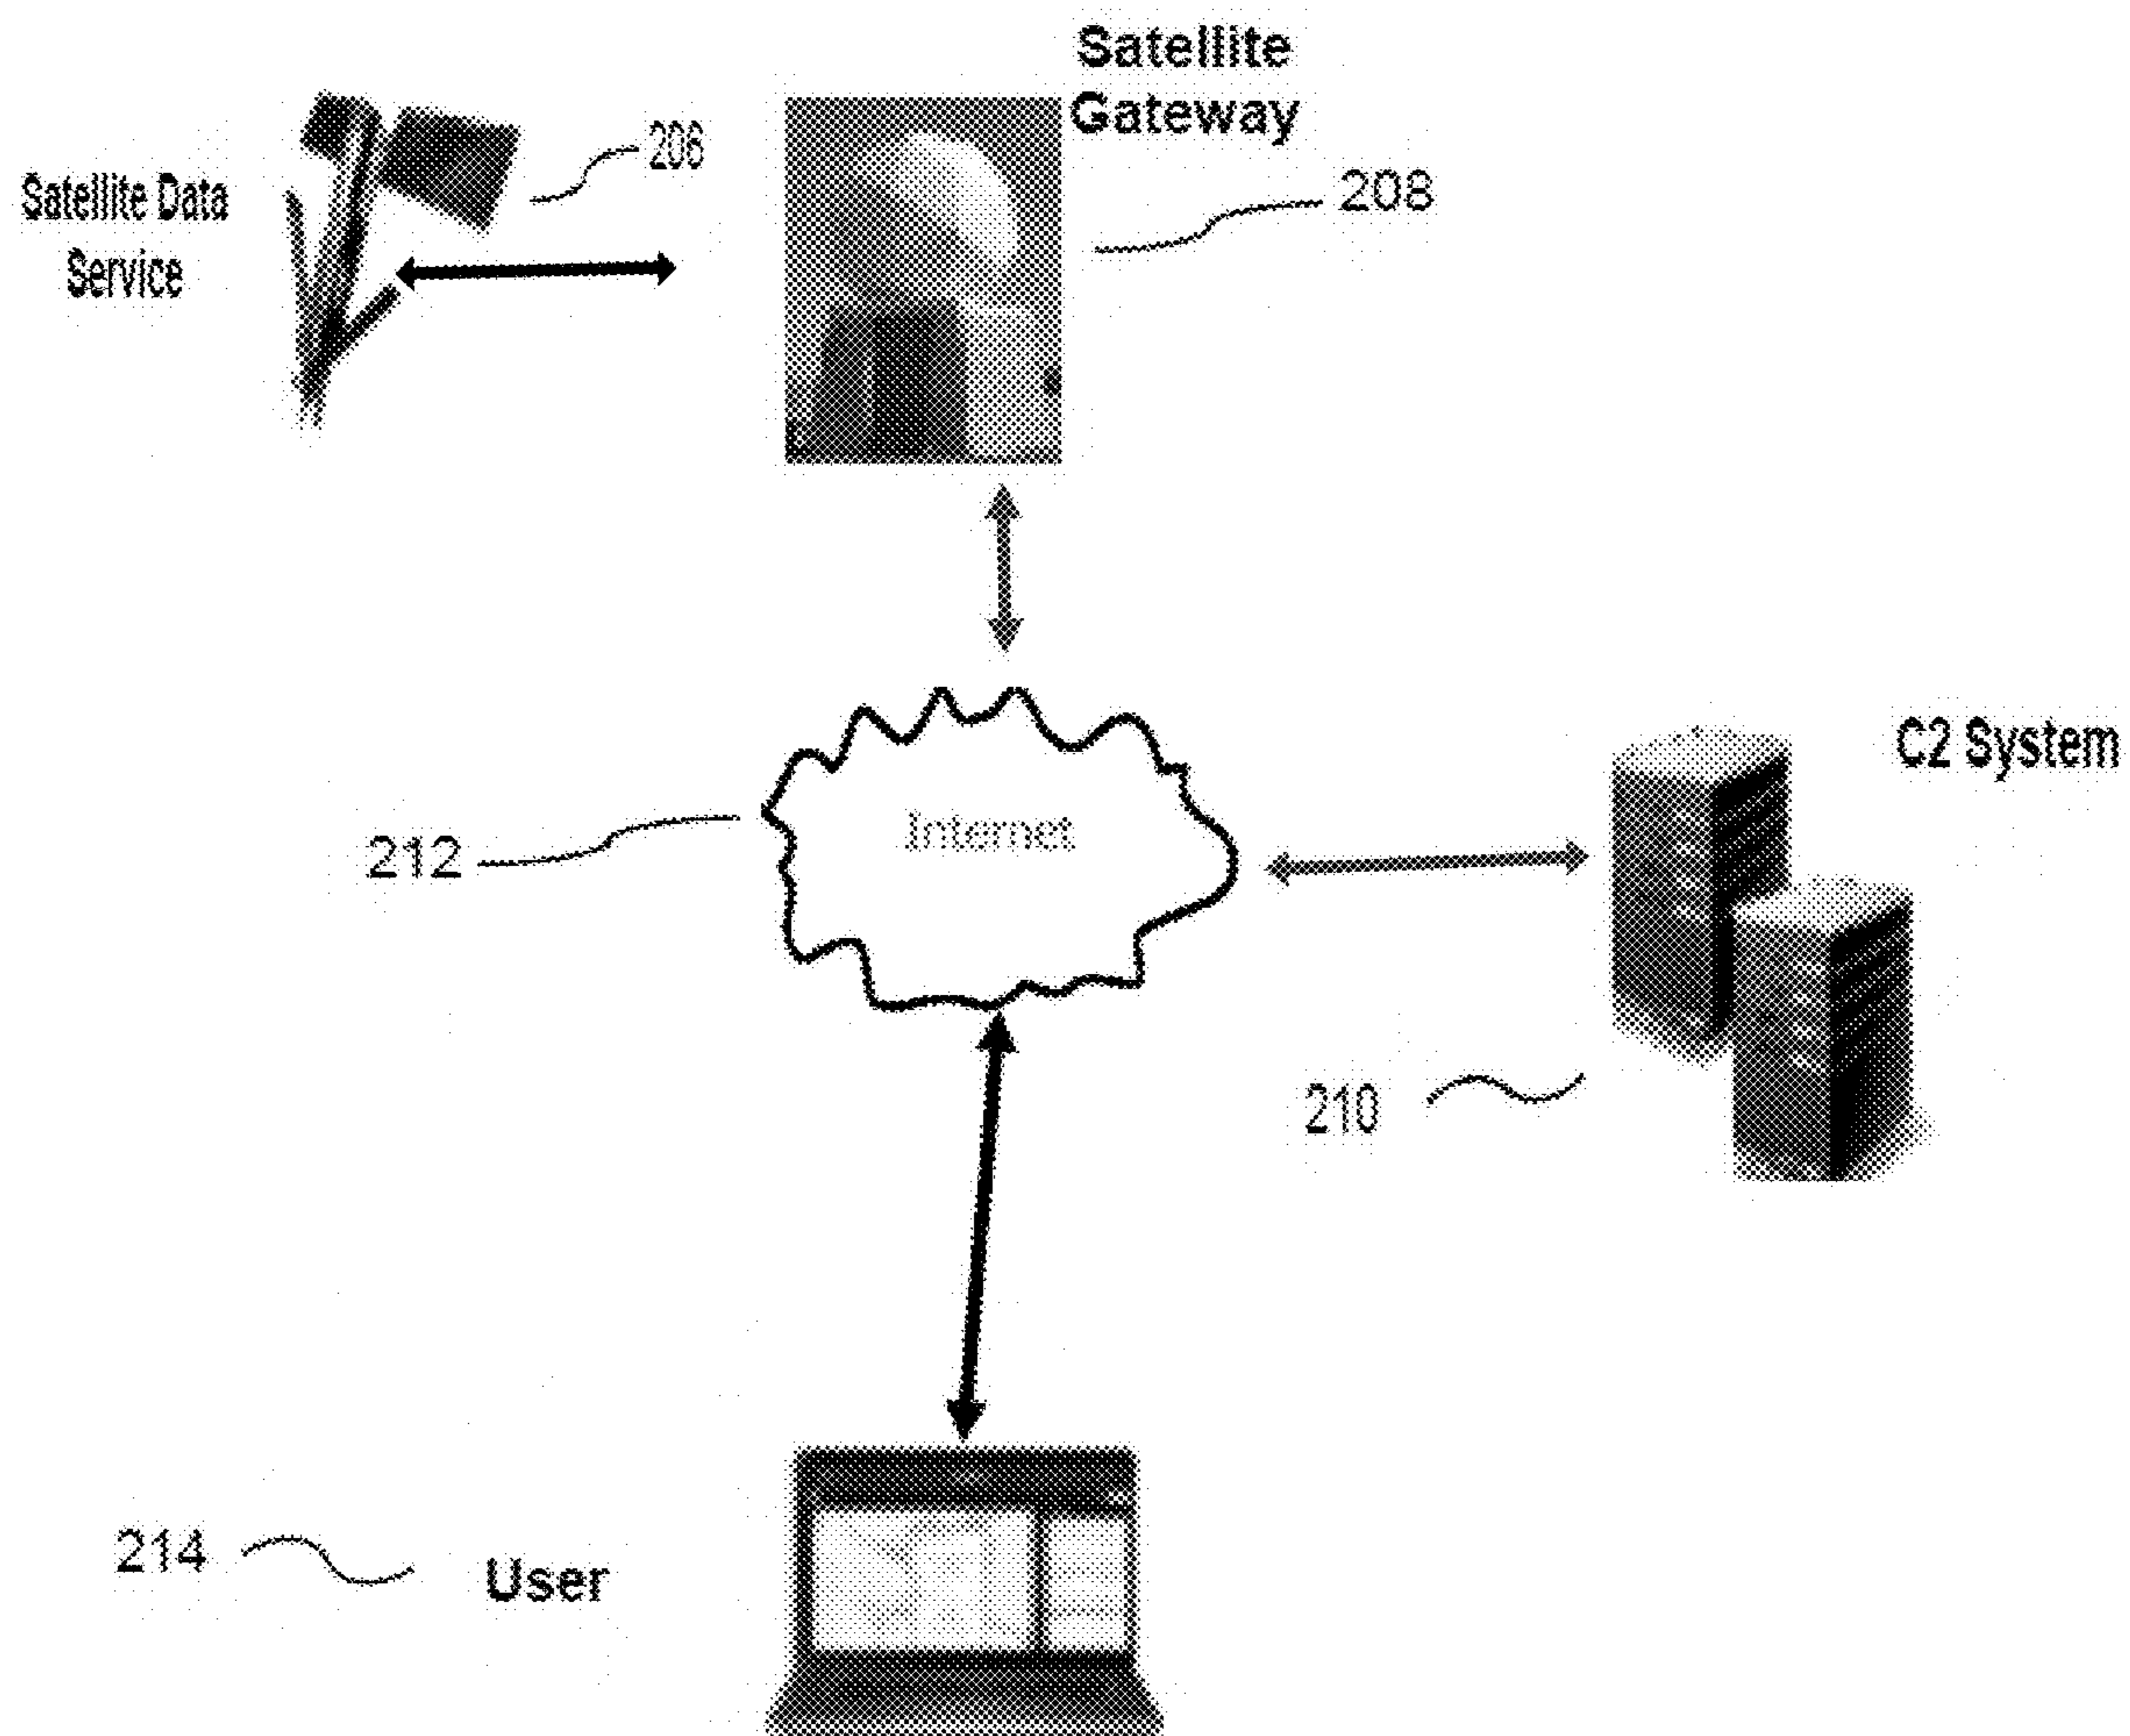 Satellite
Gateway
206
Satellite Data
Service
208
C2 System
Internet
212
210
214
User